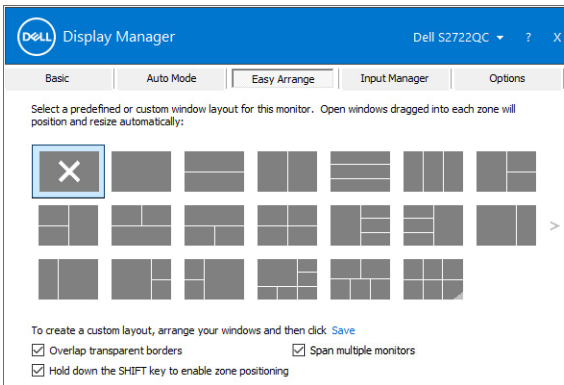 DELL Display Manager Dell S2722QC ? X
Basic Auto Mode Easy Arrange Input Manager Options
Select a predefined or custom window layout for this monitor. Open windows dragged into each zone will
position and resize automatically:
>
To create a custom layout, arrange your windows and then click Save
Overlap transparent borders Span multiple monitors
Hold down the SHIFT key to enable zone positioning